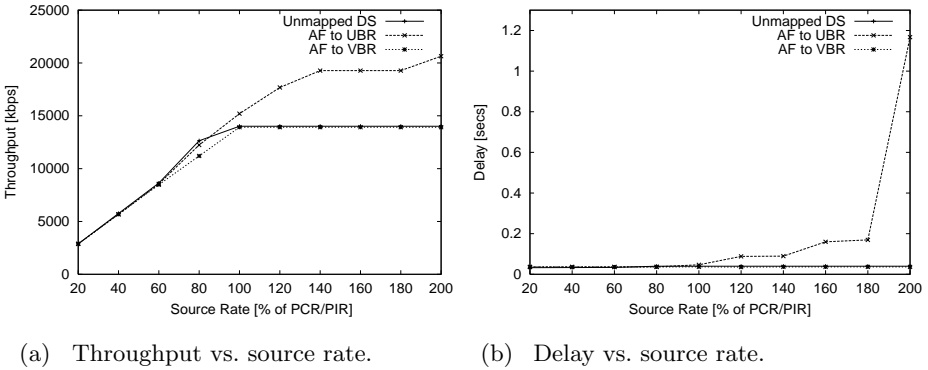 25000
20000
15000
10000
5000
0
Throughput [kbps]
Unmapped DS
AF to UBR
AF to VBR
20 40 60 80 100 120 140 160 180 200
Source Rate [% of PCR/PIR]
(a) Throughput vs. source rate.
1.2
1
0.8
0.6
0.4
0.2
0
Delay [secs]
Unmapped DS
AF to UBR
AF to VBR
20 40 60 80 100 120 140 160 180 200
Source Rate [% of PCR/PIR]
(b) Delay vs. source rate.